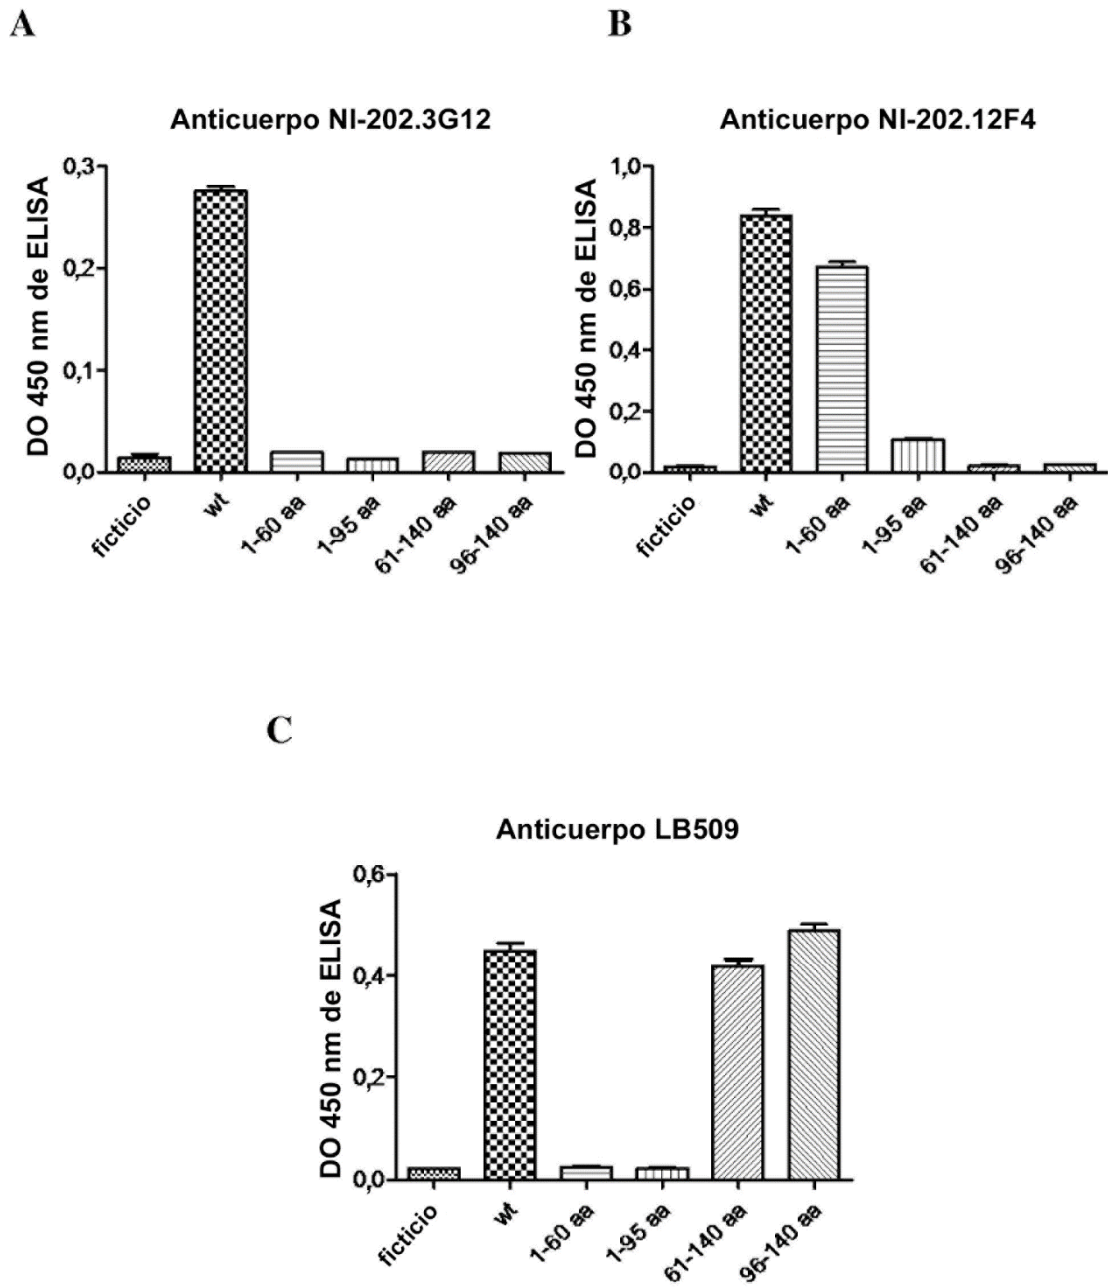 A
Anticuerpo NI-202.3G12
DO 450 nm de ELISA
0,3
0,2
0,1
0,0
ficticio
wt
1-60 aa
1-95 aa
61-140 aa
96-140 aa
B
Anticuerpo NI-202.12F4
DO 450 nm de ELISA
1,0
0,8
0,6
0,4
0,2
0,0
ficticio
wt
1-60 aa
1-95 aa
61-140 aa
96-140 aa
C
Anticuerpo LB509
DO 450 nm de ELISA
0,6
0,4
0,2
0,0
ficticio
wt
1-60 aa
1-95 aa
61-140 aa
96-140 aa